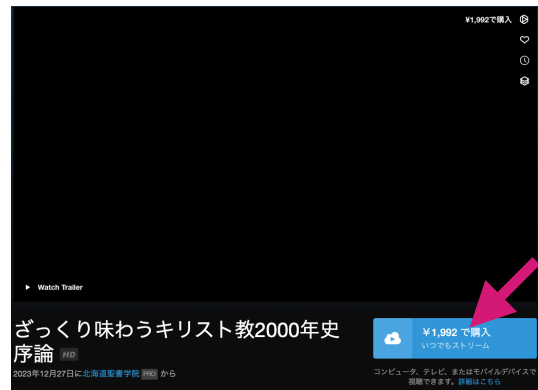 ¥1,992で購入
Watch Trailer
ざっくり味わうキリスト教2000年史
序論 HD
2023年12月27日に北海道聖書学院 PRO から
¥1,992 で購入
いつでもストリーム
コンピュータ、テレビ、またはモバイルデバイスで
視聴できます。詳細はこちら